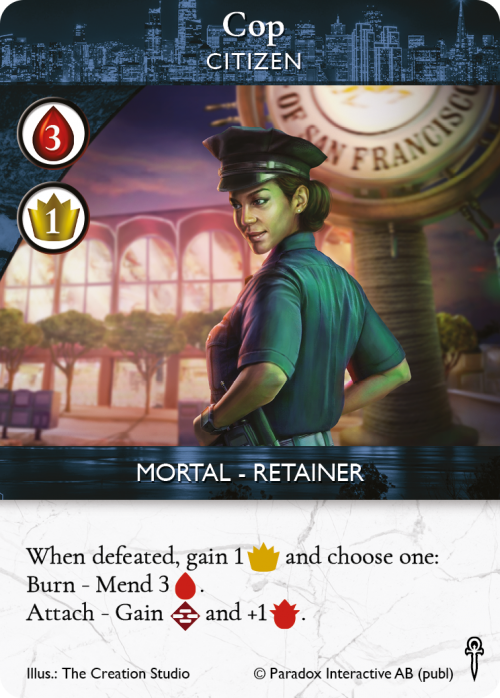 Cop
CITIZEN
OF SAN FRANCISCO
3
1
MORTAL - RETAINER
When defeated, gain 1 and choose one:
Burn - Mend 3 .
Attach - Gain and +1 .
Illus.: The Creation Studio © Paradox Interactive AB (publ)